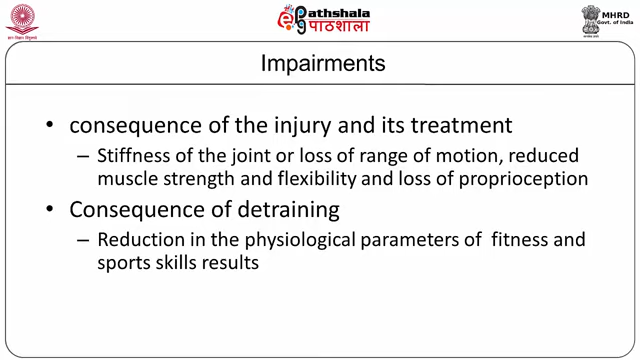 Pathshala
पाठशाला
MHRD
Govt. of India
Impairments
• consequence of the injury and its treatment
– Stiffness of the joint or loss of range of motion, reduced
muscle strength and flexibility and loss of proprioception
• Consequence of detraining
– Reduction in the physiological parameters of fitness and
sports skills results